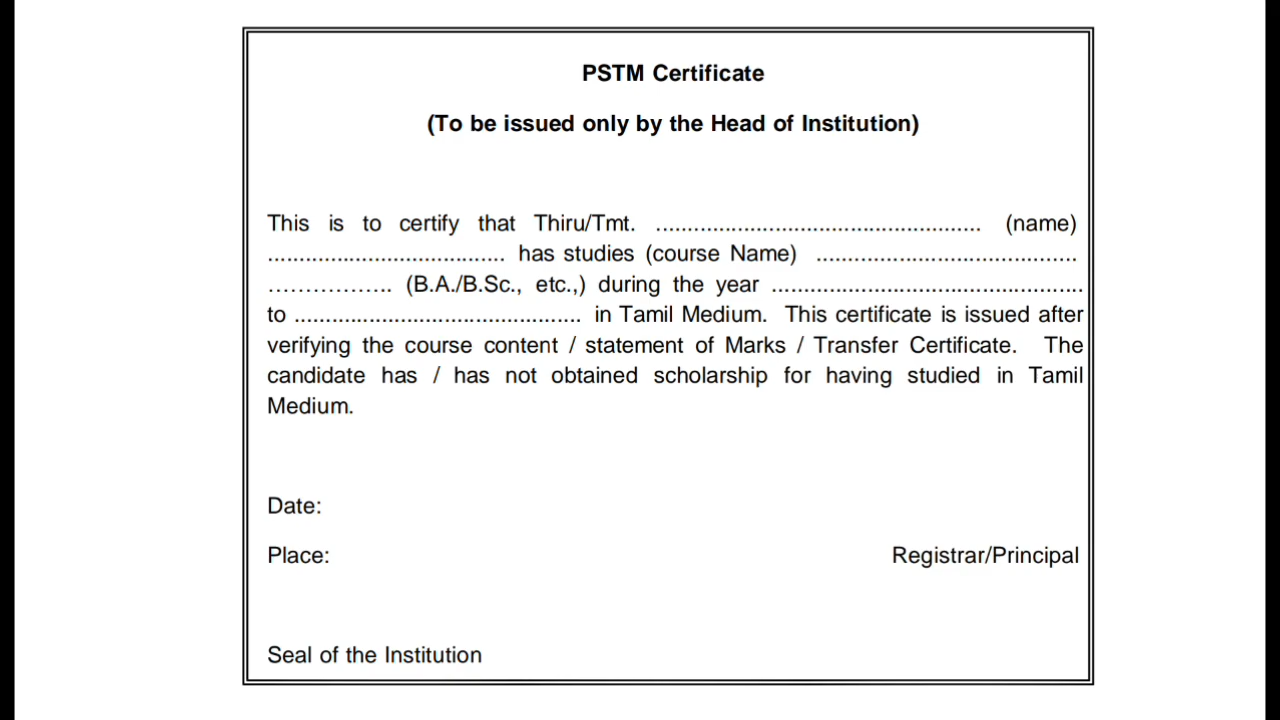 PSTM Certificate
(To be issued only by the Head of Institution)
This is to certify that Thiru/Tmt. .................................................... (name)
...................................... has studies (course Name) ..........................................
…………….. (B.A./B.Sc., etc.,) during the year ..................................................
to .............................................. in Tamil Medium. This certificate is issued after
verifying the course content / statement of Marks / Transfer Certificate. The
candidate has / has not obtained scholarship for having studied in Tamil
Medium.
Date:
Place: Registrar/Principal
Seal of the Institution